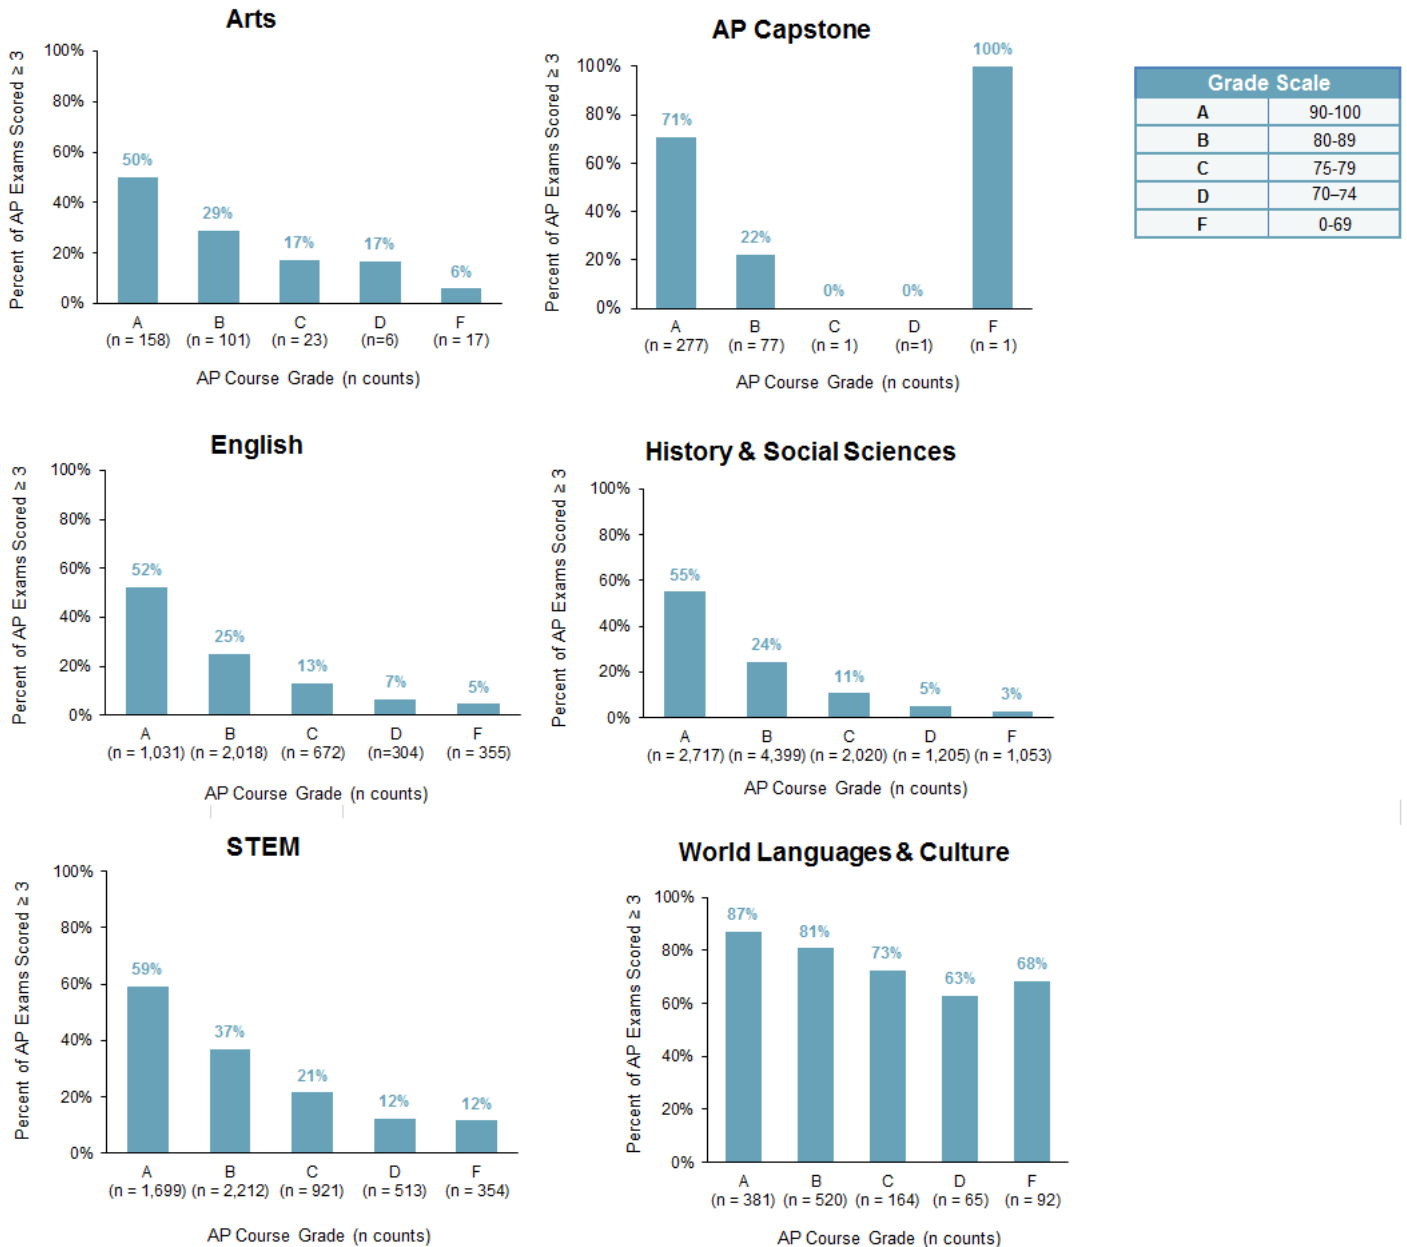 Arts
Percent of AP Exams Scored ≥ 3
100%
80%
60%
40%
20%
0%
50%
29%
17%
17%
6%
A B C D F
(n = 158) (n = 101) (n = 23) (n=6) (n = 17)
AP Course Grade (n counts)
AP Capstone
Percent of AP Exams Scored ≥ 3
100%
80%
60%
40%
20%
0%
71%
22%
0%
0%
100%
A B C D F
(n = 277) (n = 77) (n = 1) (n=1) (n = 1)
AP Course Grade (n counts)
Grade Scale
A 90-100
B 80-89
C 75-79
D 70–74
F 0-69
English
Percent of AP Exams Scored ≥ 3
100%
80%
60%
40%
20%
0%
52%
25%
13%
7%
5%
A B C D F
(n = 1,031) (n = 2,018) (n = 672) (n=304) (n = 355)
AP Course Grade (n counts)
History & Social Sciences
Percent of AP Exams Scored ≥ 3
100%
80%
60%
40%
20%
0%
55%
24%
11%
5%
3%
A B C D F
(n = 2,717) (n = 4,399) (n = 2,020) (n = 1,205) (n = 1,053)
AP Course Grade (n counts)
STEM
Percent of AP Exams Scored ≥ 3
100%
80%
60%
40%
20%
0%
59%
37%
21%
12%
12%
A B C D F
(n = 1,699) (n = 2,212) (n = 921) (n = 513) (n = 354)
AP Course Grade (n counts)
World Languages & Culture
Percent of AP Exams Scored ≥ 3
100%
80%
60%
40%
20%
0%
87%
81%
73%
63%
68%
A B C D F
(n = 381) (n = 520) (n = 164) (n = 65) (n = 92)
AP Course Grade (n counts)